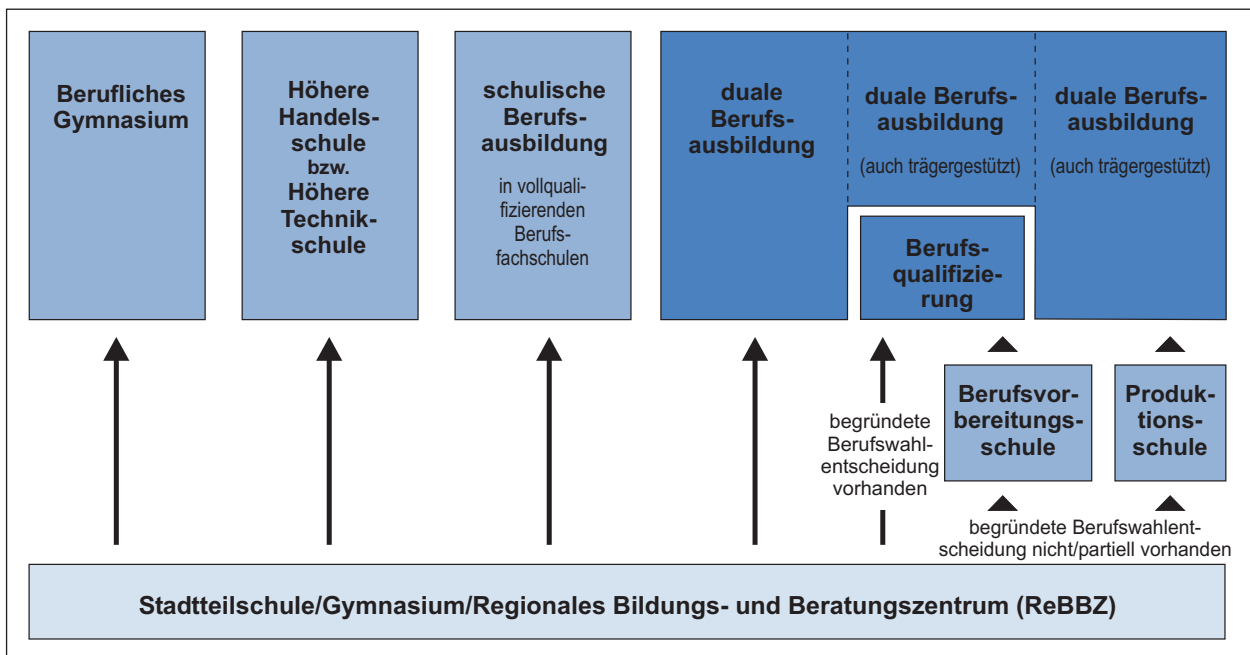 Berufliches
Gymnasium
Höhere
Handels-
schule
bzw.
Höhere
Technik-
schule
schulische
Berufs-
ausbildung
in vollquali-
fizierenden
Berufs-
fachschulen
duale
Berufs-
ausbildung
duale Berufs-
ausbildung
(auch trägergestützt)
duale Berufs-
ausbildung
(auch trägergestützt)
Berufs-
qualifizie-
rung
begründete
Berufswahl-
entscheidung
vorhanden
Berufsvor-
bereitungs-
schule
Produk-
tions-
schule
begründete Berufswahlent-
scheidung nicht/partiell vorhanden
Stadtteilschule/Gymnasium/Regionales Bildungs- und Beratungszentrum (ReBBZ)